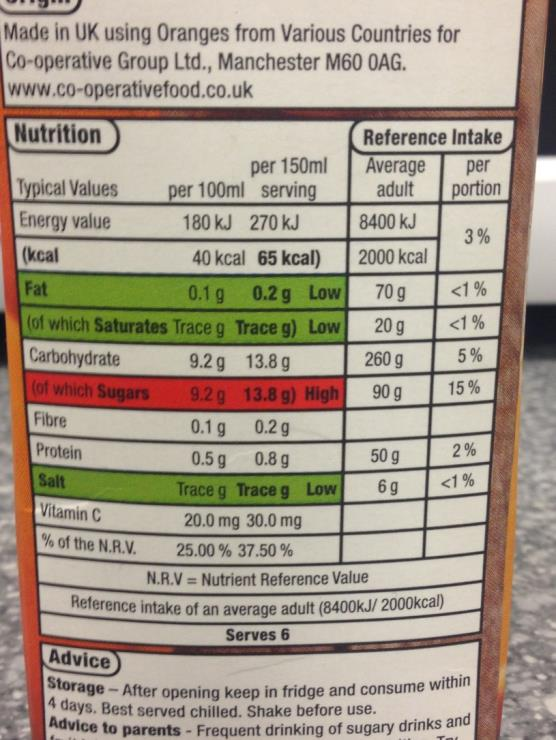 Origin
Made in UK using Oranges from Various Countries for
Co-operative Group Ltd., Manchester M60 0AG.
www.co-operativefood.co.uk
Nutrition Reference Intake
Typical Values per 100ml per 150ml serving Average adult per portion
Energy value 180 kJ 270 kJ 8400 kJ 3%
(kcal 40 kcal 65 kcal) 2000 kcal
Fat 0.1 g 0.2 g Low 70 g <1%
(of which Saturates Trace g Trace g) Low 20 g <1%
Carbohydrate 9.2 g 13.8 g 260 g 5%
(of which Sugars 9.2 g 13.8 g) High 90 g 15%
Fibre 0.1 g 0.2 g
Protein 0.5 g 0.8 g 50 g 2%
Salt Trace g Trace g Low 6 g <1%
Vitamin C 20.0 mg 30.0 mg
% of the N.R.V. 25.00 % 37.50 %
N.R.V = Nutrient Reference Value
Reference intake of an average adult (8400kJ/ 2000kcal)
Serves 6
Advice
Storage – After opening keep in fridge and consume within
4 days. Best served chilled. Shake before use.
Advice to parents - Frequent drinking of sugary drinks and